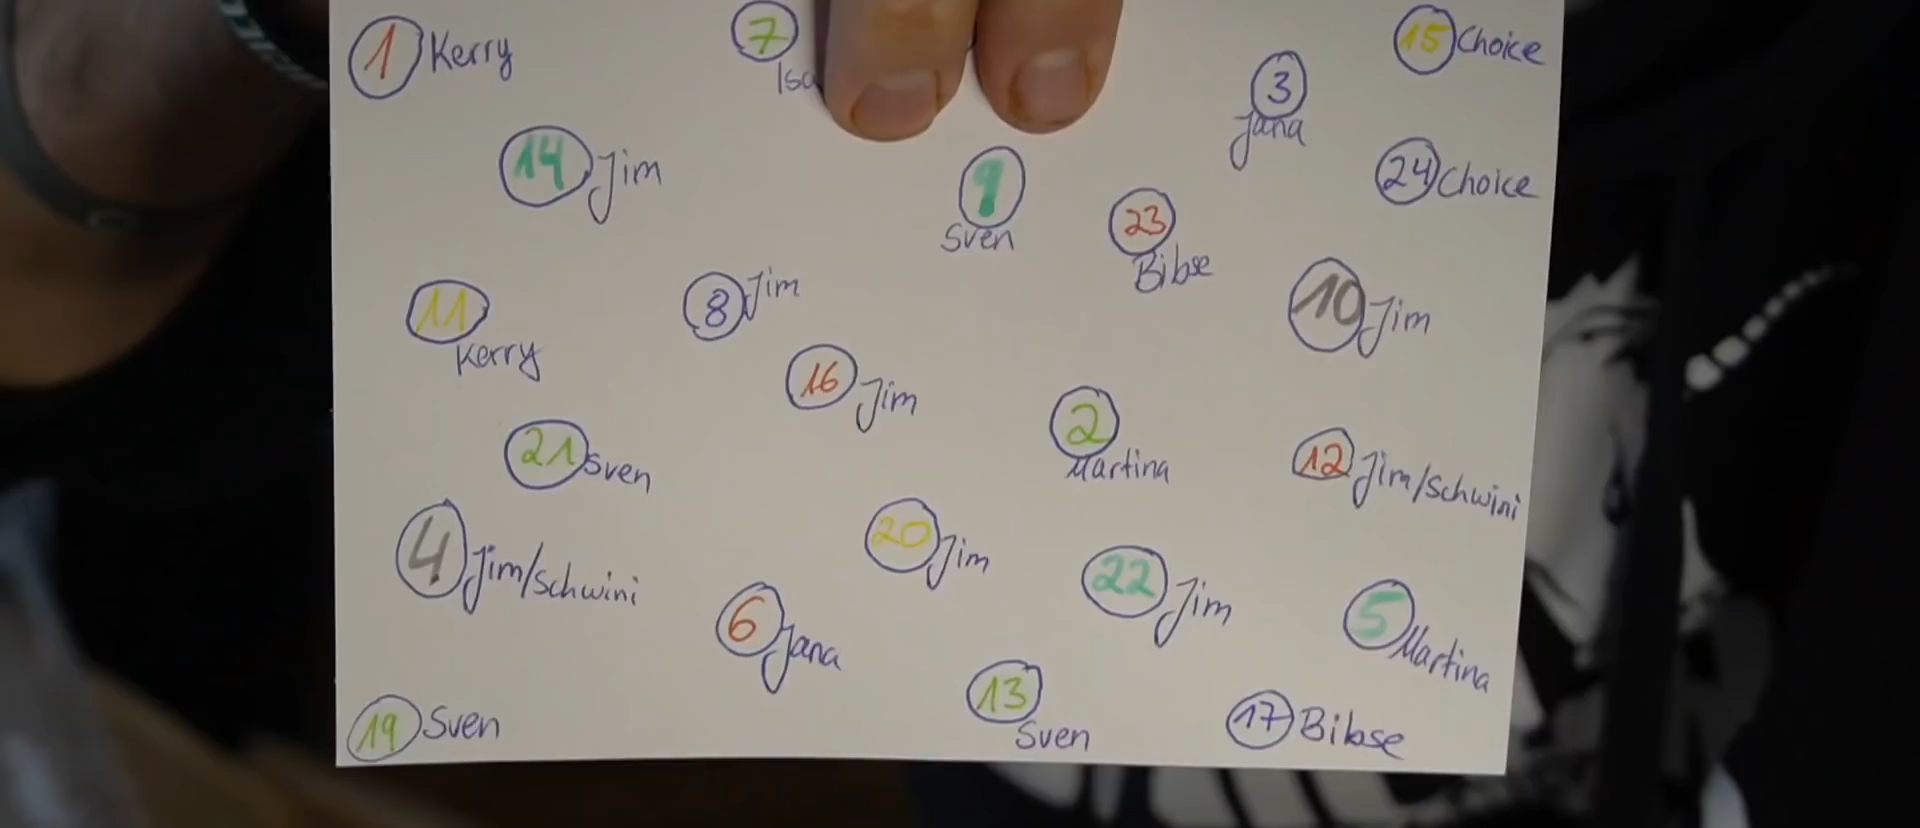 1 Kerry
7
Isa
15 Choice
3
Jana
14 Jim
24 Choice
9
Sven
23
Bibse
11
Kerry
8 Jim
10 Jim
16 Jim
2
Martina
21 Sven
12 Jim/Schwini
4 Jim/Schwini
20 Jim
22 Jim
6 Jana
5 Martina
19 Sven
13
Sven
17 Bibse